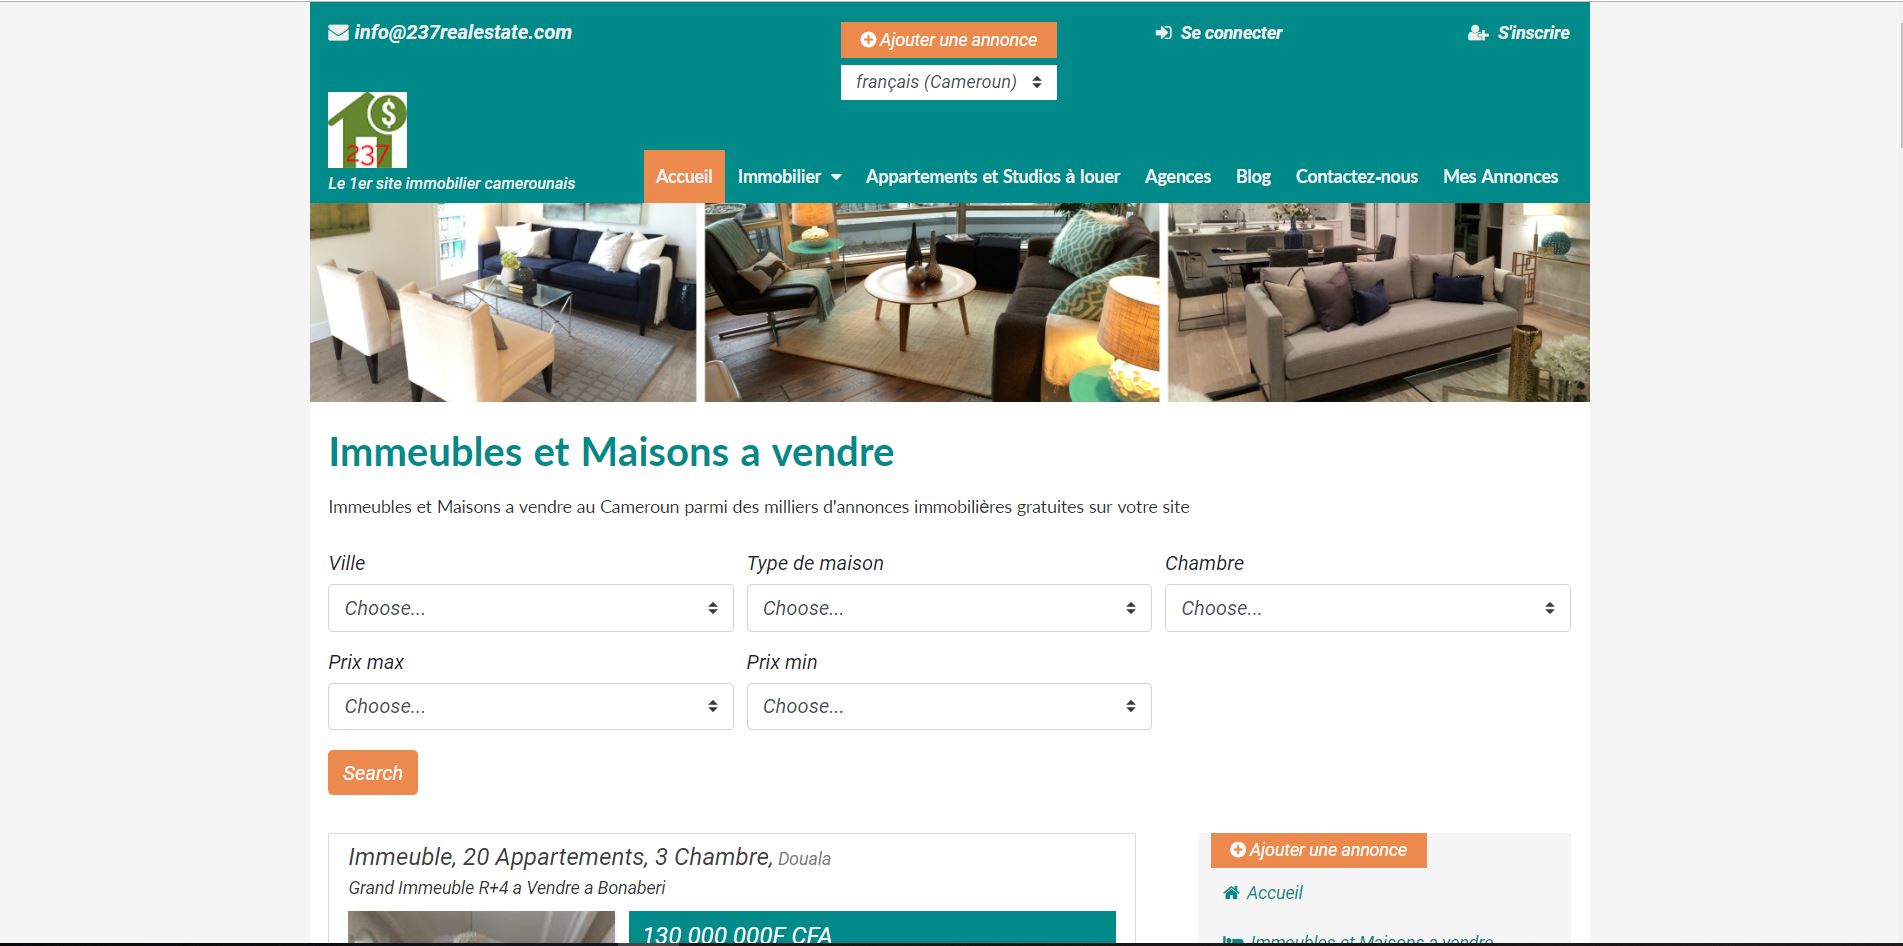 info@237realestate.com
Ajouter une annonce
Se connecter
S'inscrire
français (Cameroun)
$
237
Le 1er site immobilier camerounais
Accueil
Immobilier
Appartements et Studios à louer
Agences
Blog
Contactez-nous
Mes Annonces
Immeubles et Maisons a vendre
Immeubles et Maisons a vendre au Cameroun parmi des milliers d'annonces immobilières gratuites sur votre site
Ville
Type de maison
Chambre
Choose...
Choose...
Choose...
Prix max
Prix min
Choose...
Choose...
Search
Immeuble, 20 Appartements, 3 Chambre, Douala
Grand Immeuble R+4 a Vendre a Bonaberi
130 000 000F CFA
Ajouter une annonce
Accueil
Immeubles et Maisons a vendre